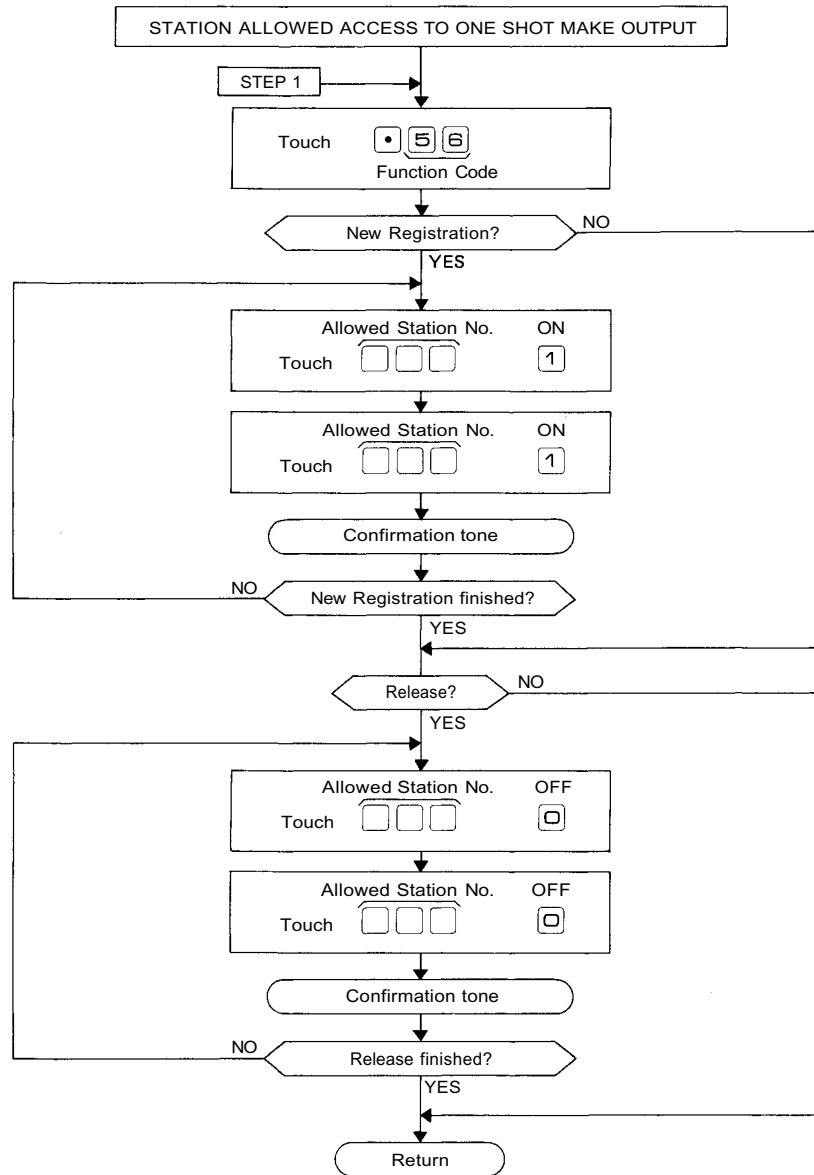 STATION ALLOWED ACCESS TO ONE SHOT MAKE OUTPUT
STEP 1
Touch • 5 6
Function Code
New Registration? NO
YES
Allowed Station No. ON
Touch 1
Allowed Station No. ON
Touch 1
Confirmation tone
NO New Registration finished?
YES
Release? NO
YES
Allowed Station No. OFF
Touch 0
Allowed Station No. OFF
Touch 0
Confirmation tone
NO Release finished?
YES
Return